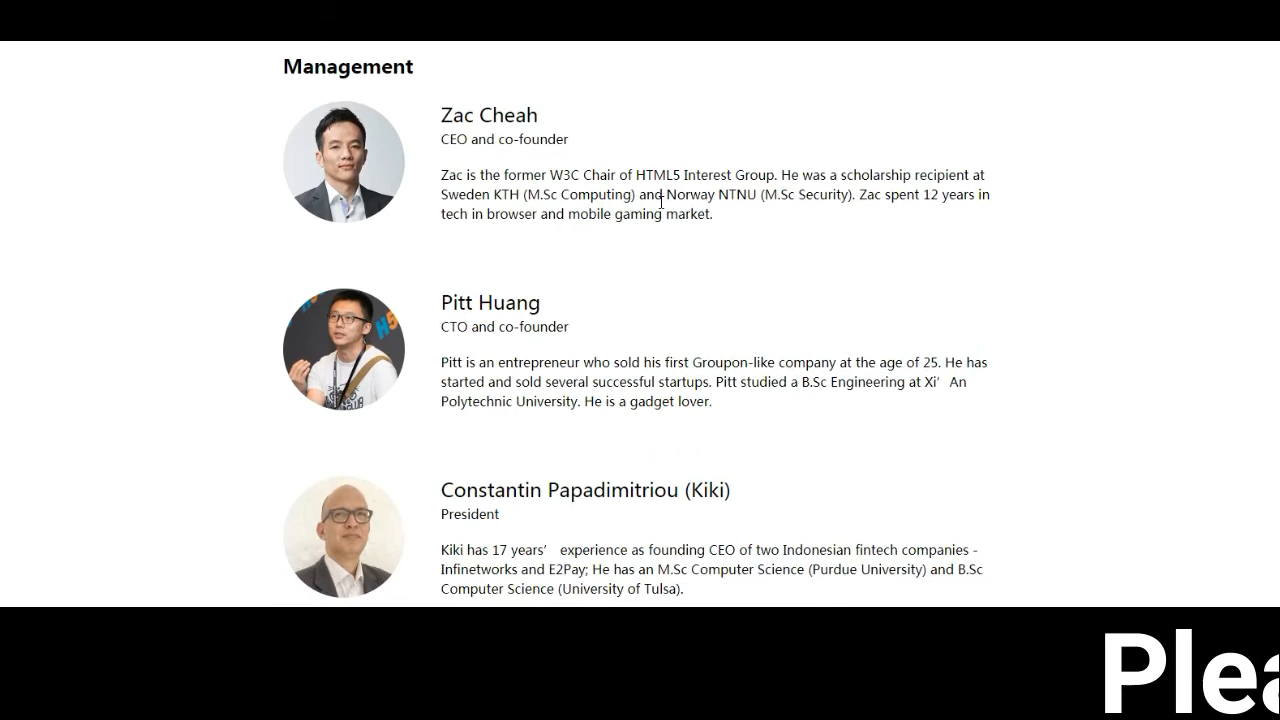 Management
Zac Cheah
CEO and co-founder
Zac is the former W3C Chair of HTML5 Interest Group. He was a scholarship recipient at
Sweden KTH (M.Sc Computing) and Norway NTNU (M.Sc Security). Zac spent 12 years in
tech in browser and mobile gaming market.
Pitt Huang
CTO and co-founder
Pitt is an entrepreneur who sold his first Groupon-like company at the age of 25. He has
started and sold several successful startups. Pitt studied a B.Sc Engineering at Xi’ An
Polytechnic University. He is a gadget lover.
Constantin Papadimitriou (Kiki)
President
Kiki has 17 years’ experience as founding CEO of two Indonesian fintech companies -
Infinetworks and E2Pay; He has an M.Sc Computer Science (Purdue University) and B.Sc
Computer Science (University of Tulsa).
Plea